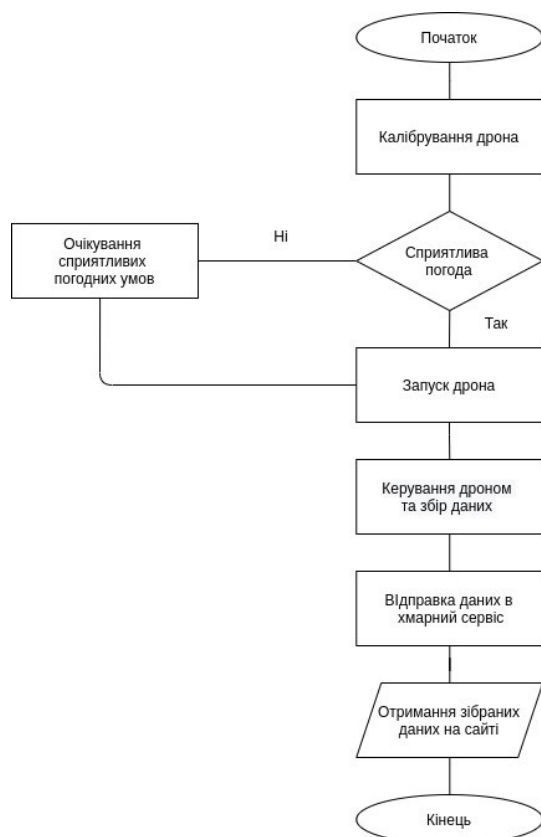 Початок
Калібрування дрона
Сприятлива
погода
Ні
Очікування
сприятливих
погодних умов
Так
Запуск дрона
Керування дроном
та збір даних
ВІдправка даних в
хмарний сервіс
Отримання зібраних
даних на сайті
Кінець